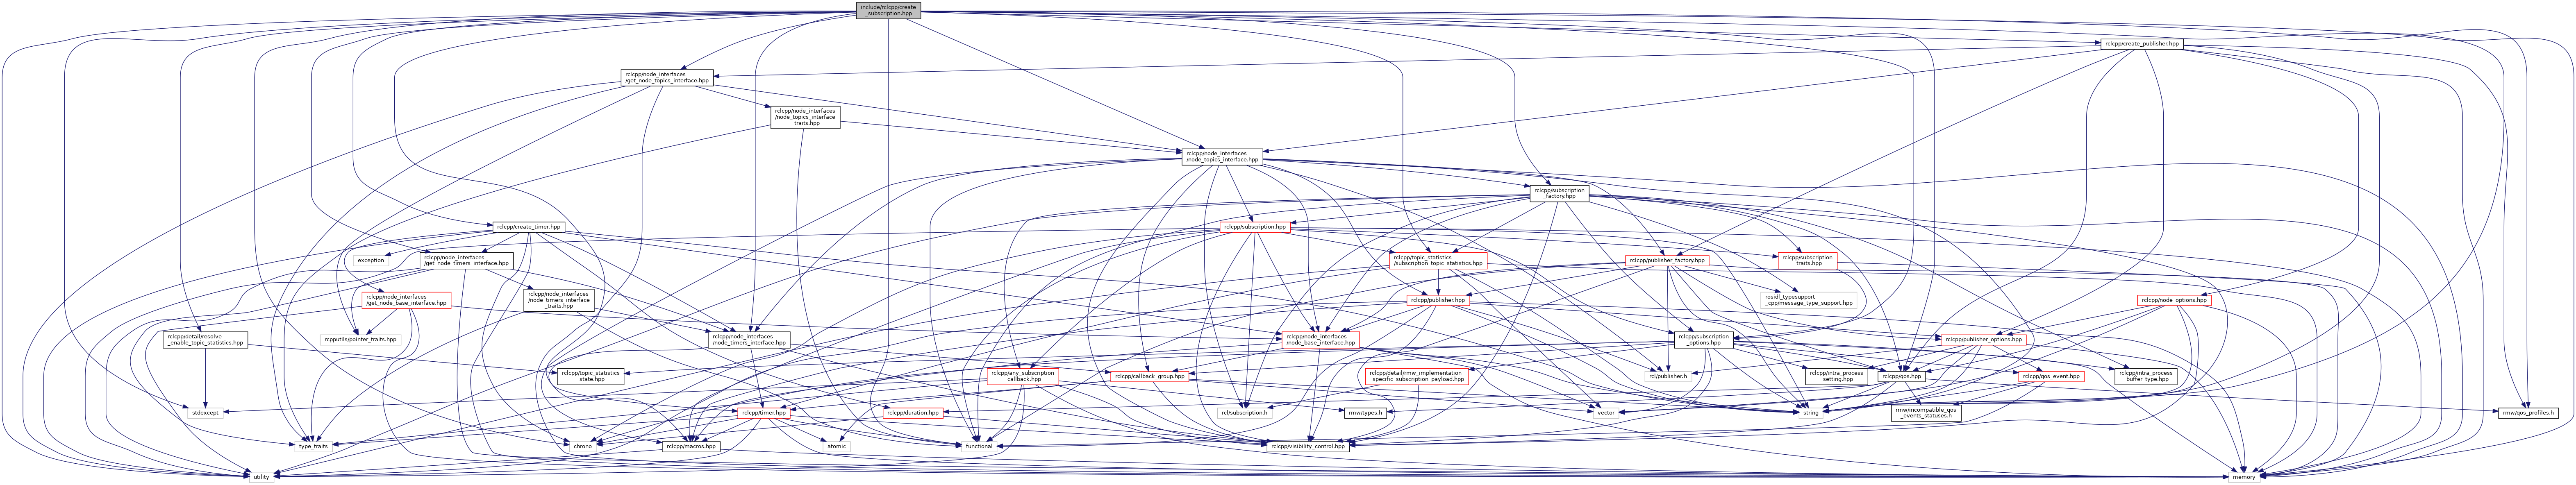 include/rclcpp/create
_subscription.hpp
rclcpp/create_publisher.hpp
rclcpp/node_interfaces
/get_node_topics_interface.hpp
rclcpp/node_interfaces
/node_topics_interface
_traits.hpp
rclcpp/node_interfaces
/node_topics_interface.hpp
rclcpp/subscription
_factory.hpp
rclcpp/create_timer.hpp
rclcpp/subscription.hpp
exception
rclcpp/node_interfaces
/get_node_timers_interface.hpp
rclcpp/topic_statistics
/subscription_topic_statistics.hpp
rclcpp/publisher_factory.hpp
rclcpp/subscription
_traits.hpp
rclcpp/node_interfaces
/get_node_base_interface.hpp
rclcpp/node_interfaces
/node_timers_interface
_traits.hpp
rclcpp/publisher.hpp
rosidl_typesupport
_cpp/message_type_support.hpp
rclcpp/node_options.hpp
rclcpp/detail/resolve
_enable_topic_statistics.hpp
rcpputils/pointer_traits.hpp
rclcpp/node_interfaces
/node_timers_interface.hpp
rclcpp/node_interfaces
/node_base_interface.hpp
rclcpp/subscription
_options.hpp
rclcpp/publisher_options.hpp
rclcpp/topic_statistics
_state.hpp
rclcpp/any_subscription
_callback.hpp
rclcpp/callback_group.hpp
rclcpp/detail/rmw_implementation
_specific_subscription_payload.hpp
rcl/publisher.h
rclcpp/intra_process
_setting.hpp
rclcpp/qos.hpp
rclcpp/qos_event.hpp
rclcpp/intra_process
_buffer_type.hpp
stdexcept
rclcpp/timer.hpp
rclcpp/duration.hpp
rcl/subscription.h
rmw/types.h
vector
string
rmw/incompatible_qos
_events_statuses.h
rmw/qos_profiles.h
type_traits
chrono
rclcpp/macros.hpp
atomic
functional
rclcpp/visibility_control.hpp
utility
memory